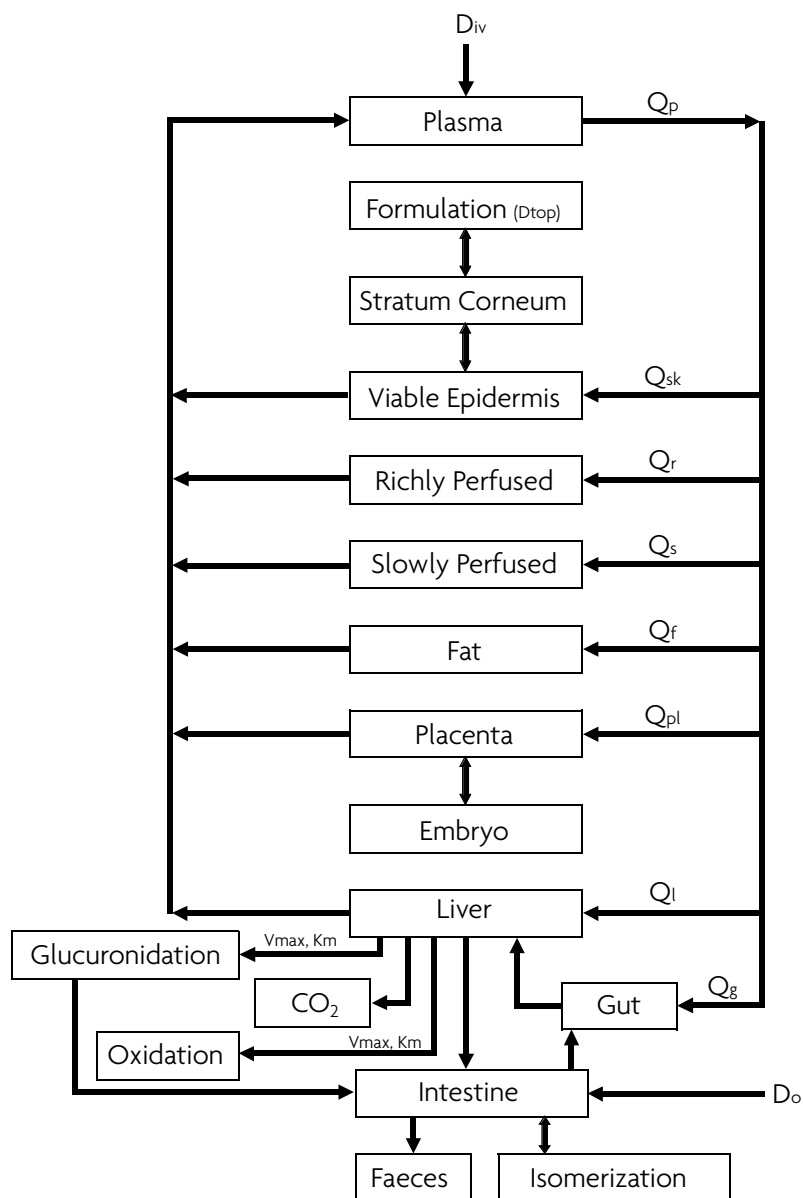 Div
Plasma
Qp
Formulation (Dtop)
Stratum Corneum
Viable Epidermis
Qsk
Richly Perfused
Qr
Slowly Perfused
Qs
Fat
Qf
Placenta
Qpl
Embryo
Liver
Ql
Glucuronidation
Vmax, Km
CO₂
Gut
Qg
Oxidation
Vmax, Km
Intestine
Do
Faeces
Isomerization